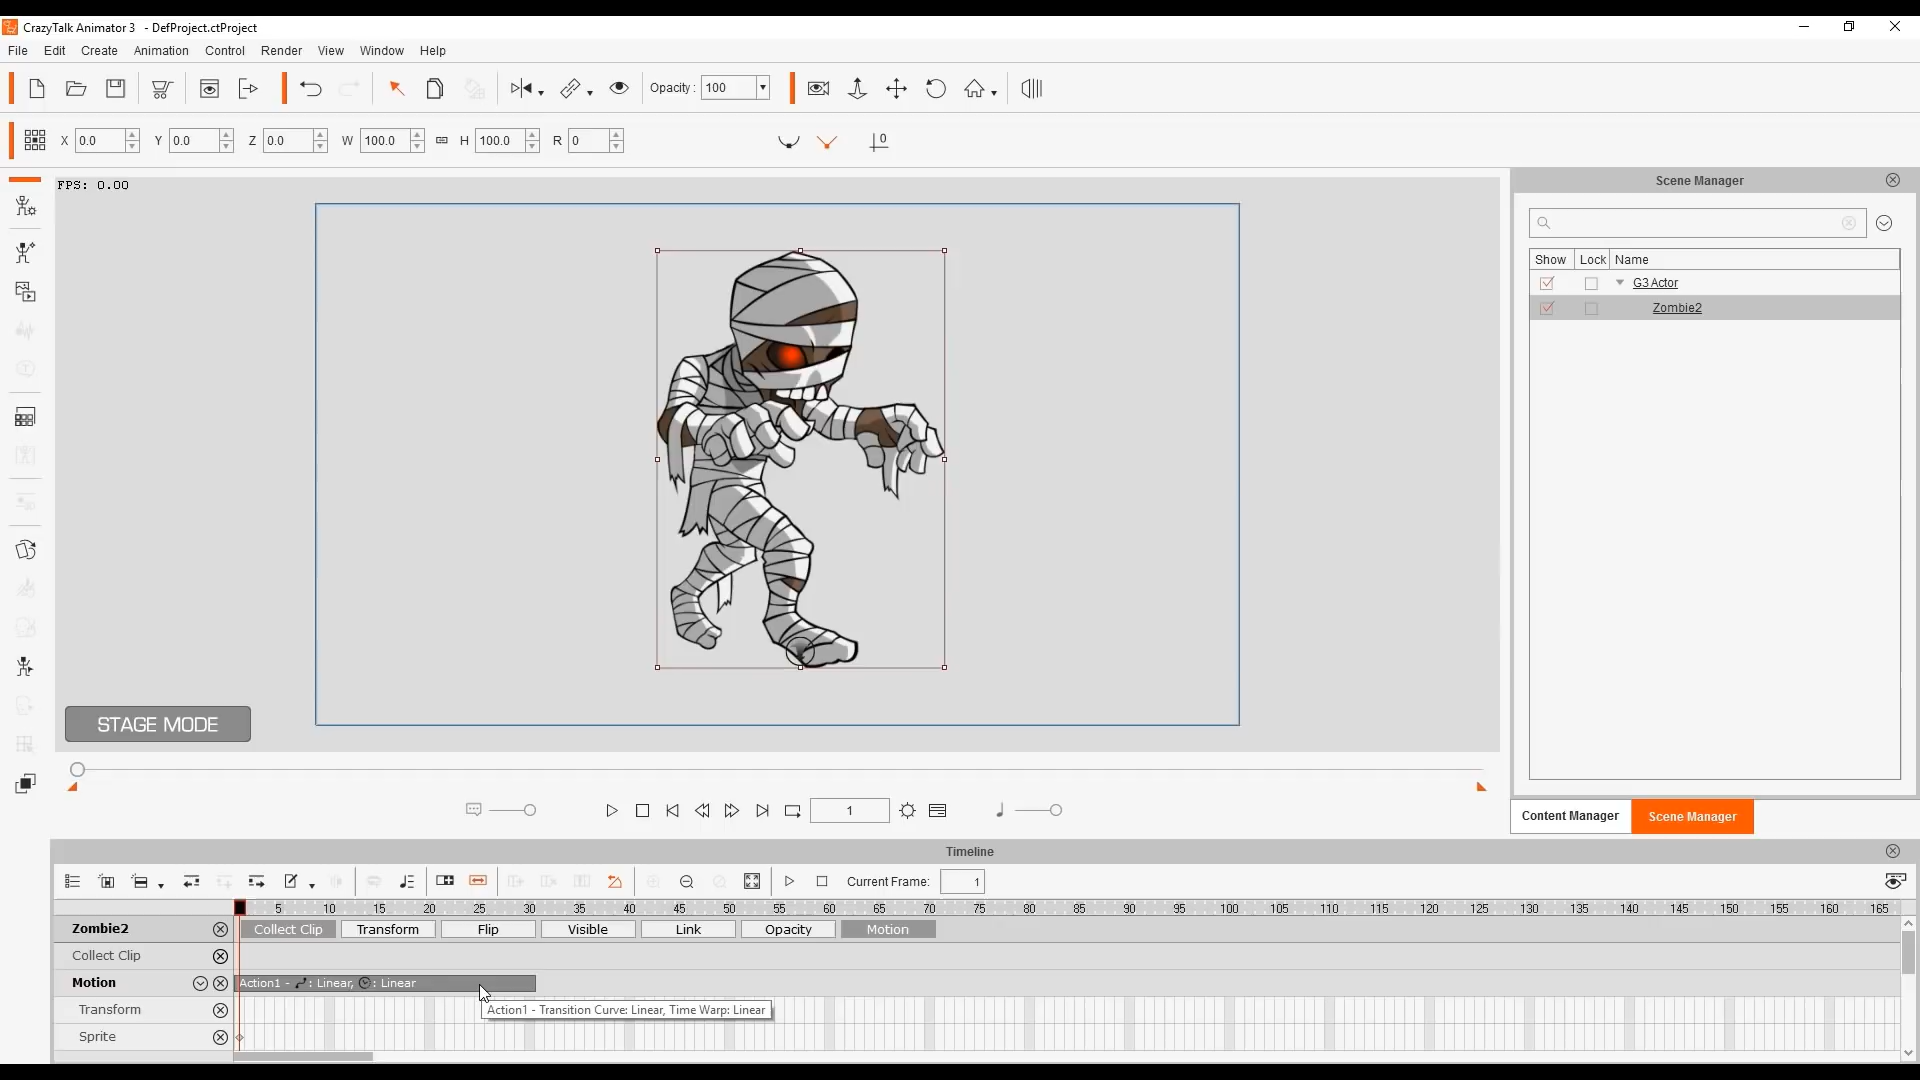 CrazyTalk Animator 3 - DefProject.ctProject
File Edit Create Animation Control Render View Window Help
Opacity : 100
X 0.0 Y 0.0 Z 0.0 W 100.0 H 100.0 R 0
0
FPS: 0.00
Scene Manager
Show Lock Name
G3 Actor
Zombie2
STAGE MODE
1
Content Manager Scene Manager
Timeline
Current Frame: 1
5 10 15 20 25 30 35 40 45 50 55 60 65 70 75 80 85 90 95 100 105 110 115 120 125 130 135 140 145 150 155 160 165
Zombie2 Collect Clip Transform Flip Visible Link Opacity Motion
Collect Clip
Motion Action1 - : Linear, : Linear
Transform Action1 - Transition Curve: Linear, Time Warp: Linear
Sprite